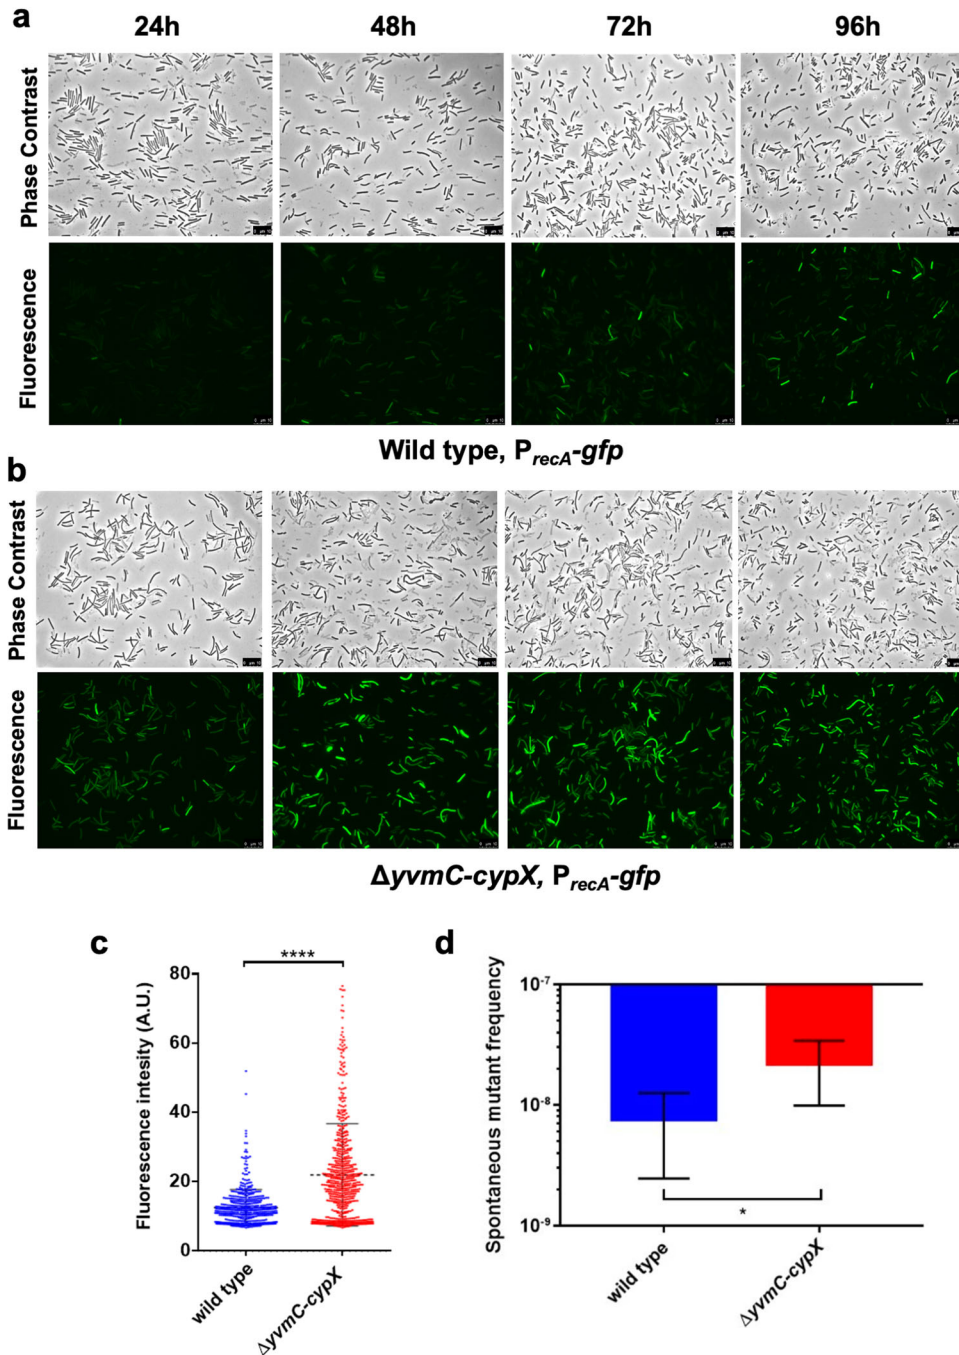 a
24h 48h 72h 96h
Phase Contrast
Fluorescence
Wild type, PrecA-gfp
b
Phase Contrast
Fluorescence
ΔyvmC-cypX, PrecA-gfp
c
****
Fluorescence intesity (A.U.)
80
60
40
20
0
wild type
ΔyvmC-cypX
d
Spontaneous mutant frequency
10-7
10-8
10-9
*
wild type
ΔyvmC-cypX